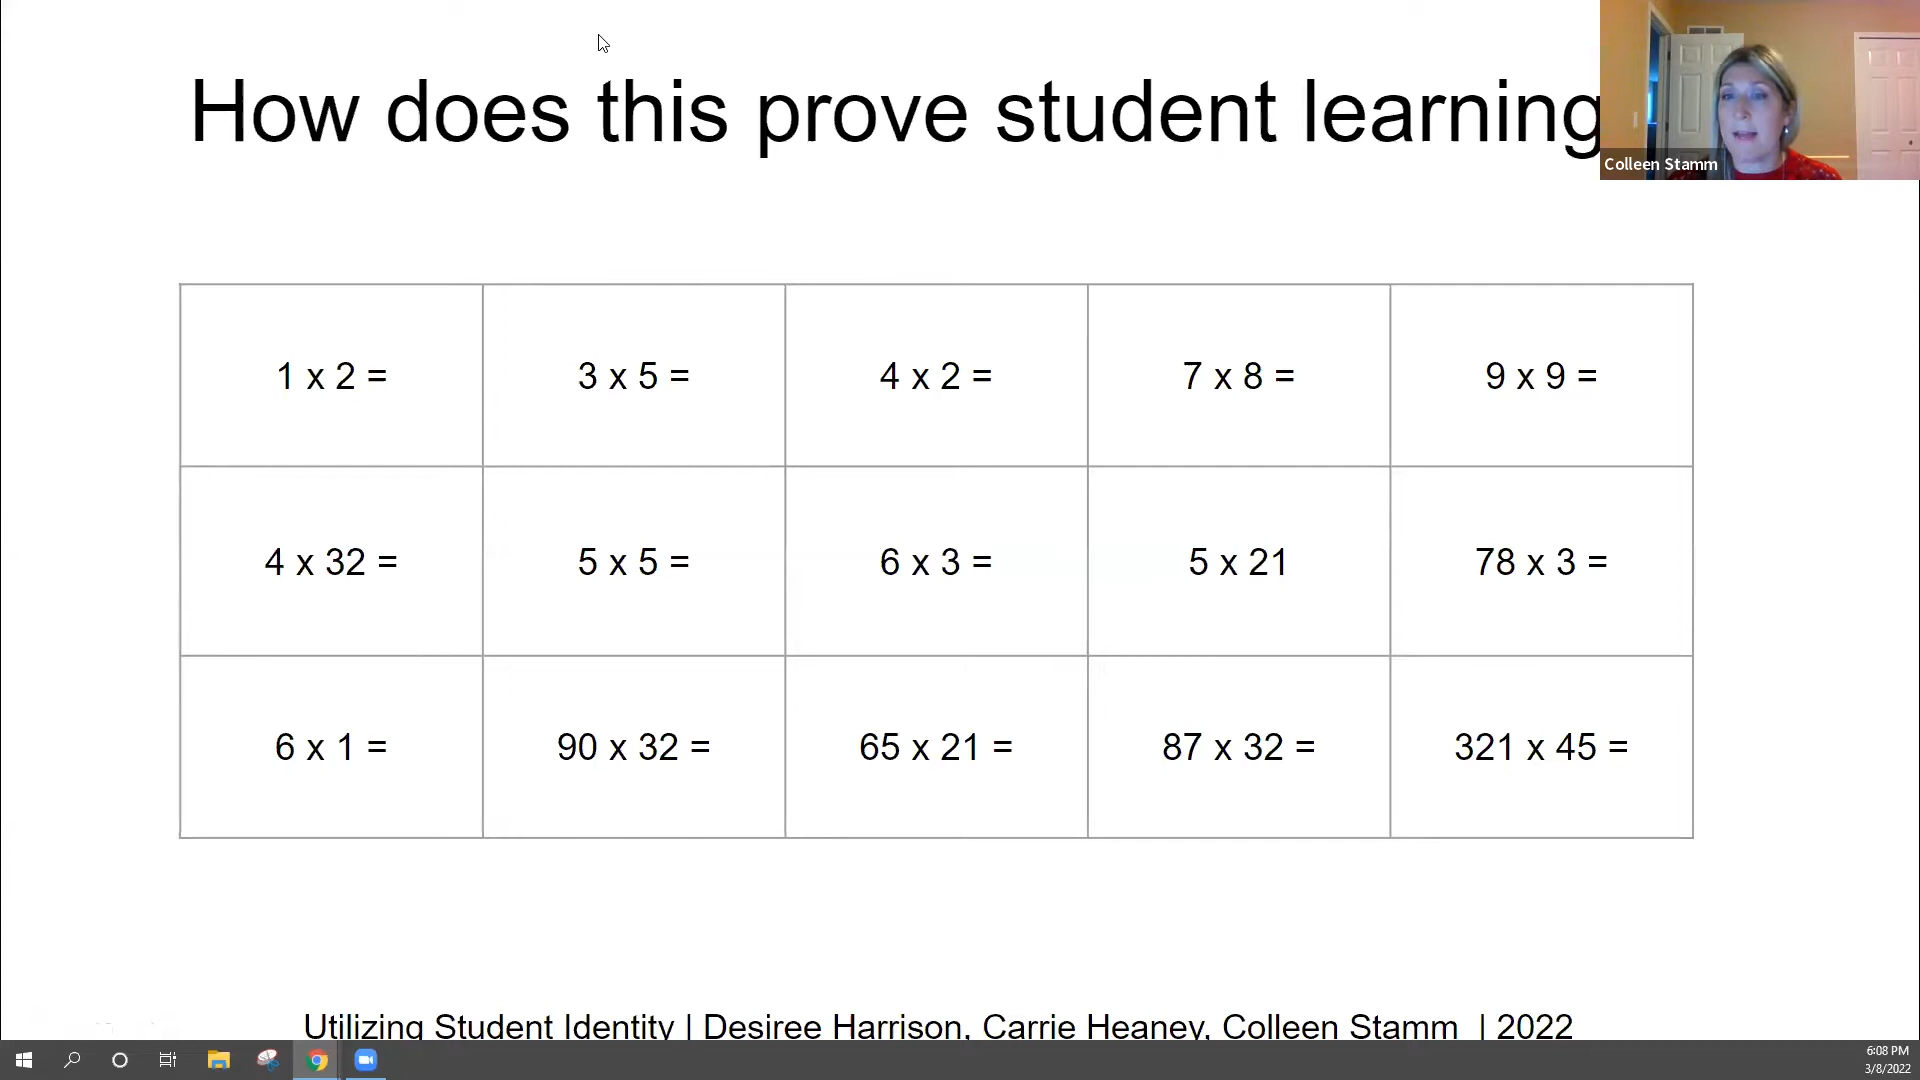 How does this prove student learning
Colleen Stamm
1 x 2 =
3 x 5 =
4 x 2 =
7 x 8 =
9 x 9 =
4 x 32 =
5 x 5 =
6 x 3 =
5 x 21
78 x 3 =
6 x 1 =
90 x 32 =
65 x 21 =
87 x 32 =
321 x 45 =
Utilizing Student Identity | Desiree Harrison, Carrie Heaney, Colleen Stamm | 2022
6:08 PM
3/8/2022